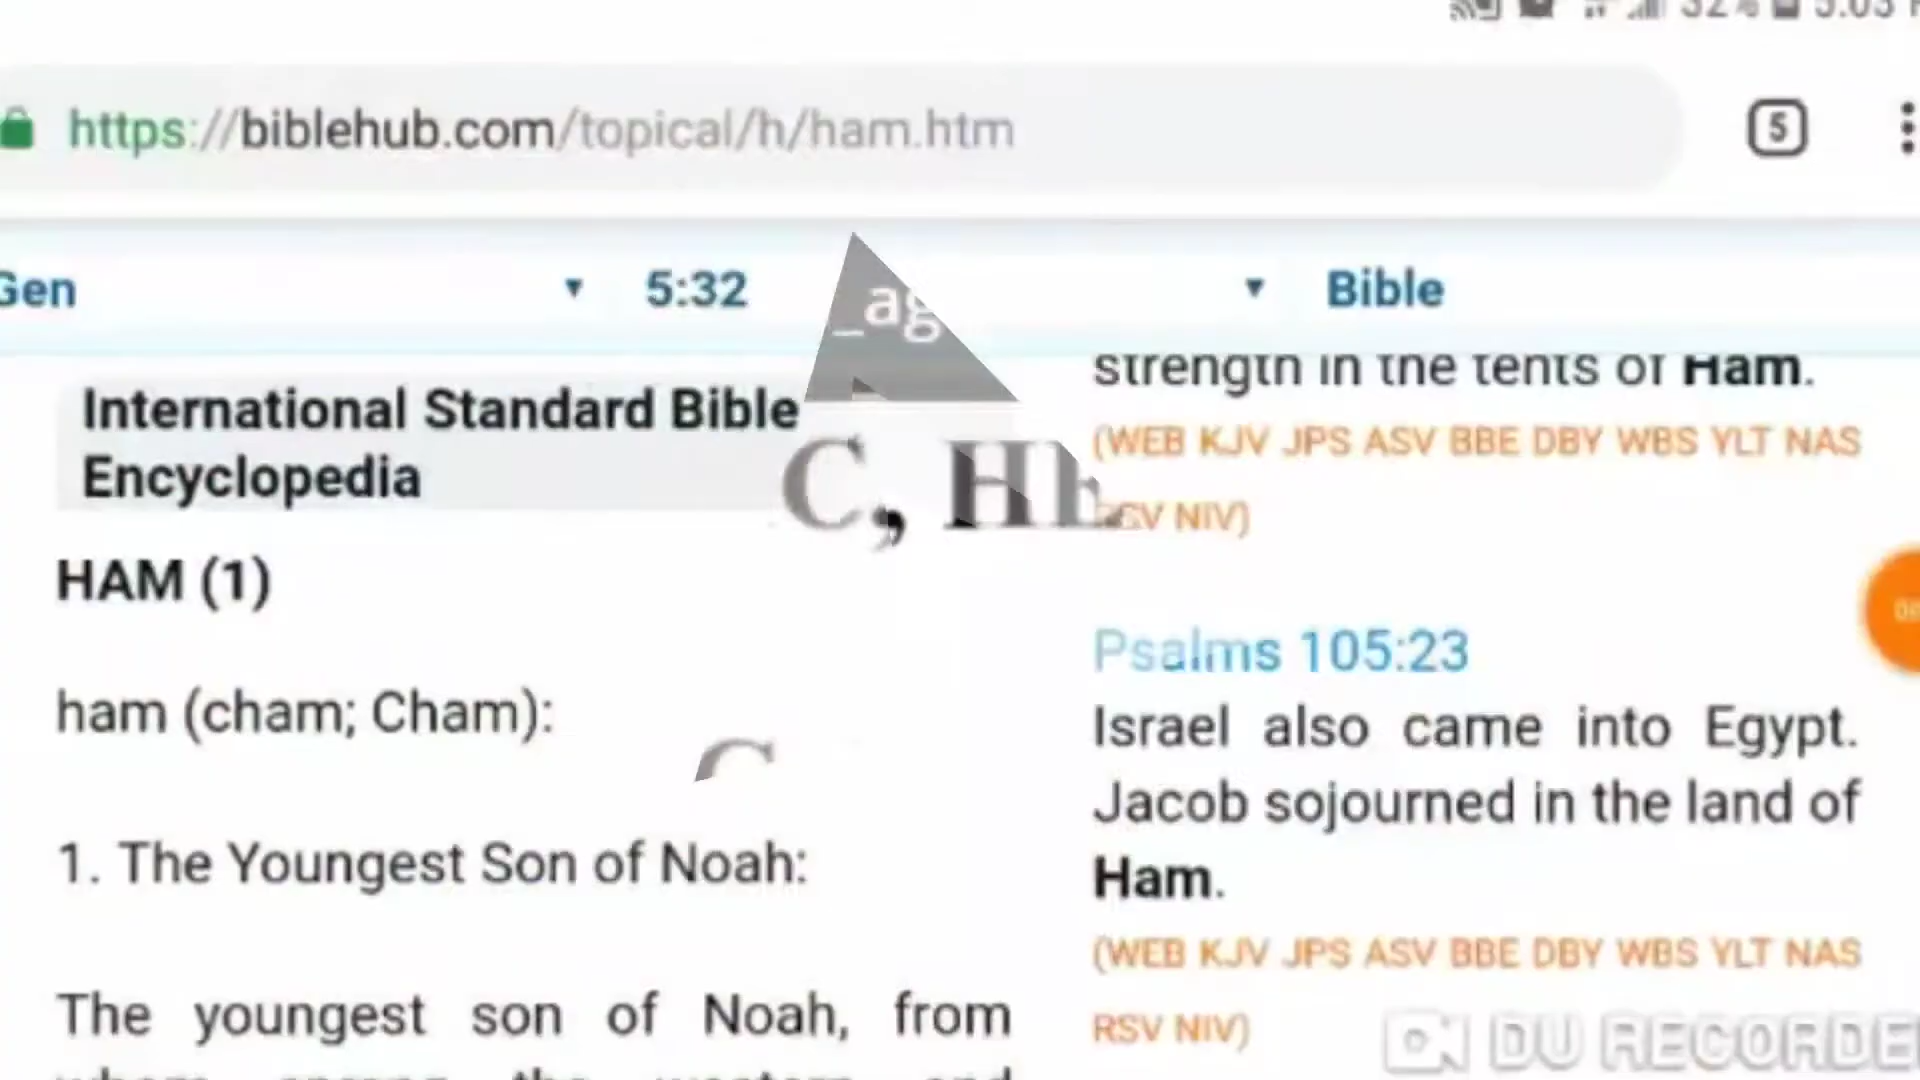 32%
https://biblehub.com/topical/h/ham.htm
5
5:32
Bible
International Standard Bible
Encyclopedia
HAM (1)
ham (cham; Cham):
1. The Youngest Son of Noah:
The youngest son of Noah, from
strength in the tents of Ham.
(WEB KJV JPS ASV BBE DBY WBS YLT NAS
NIV)
Psalms 105:23
Israel also came into Egypt.
Jacob sojourned in the land of
Ham.
(WEB KJV JPS ASV BBE DBY WBS YLT NAS
RSV NIV)
_ag
C, H
C
DU